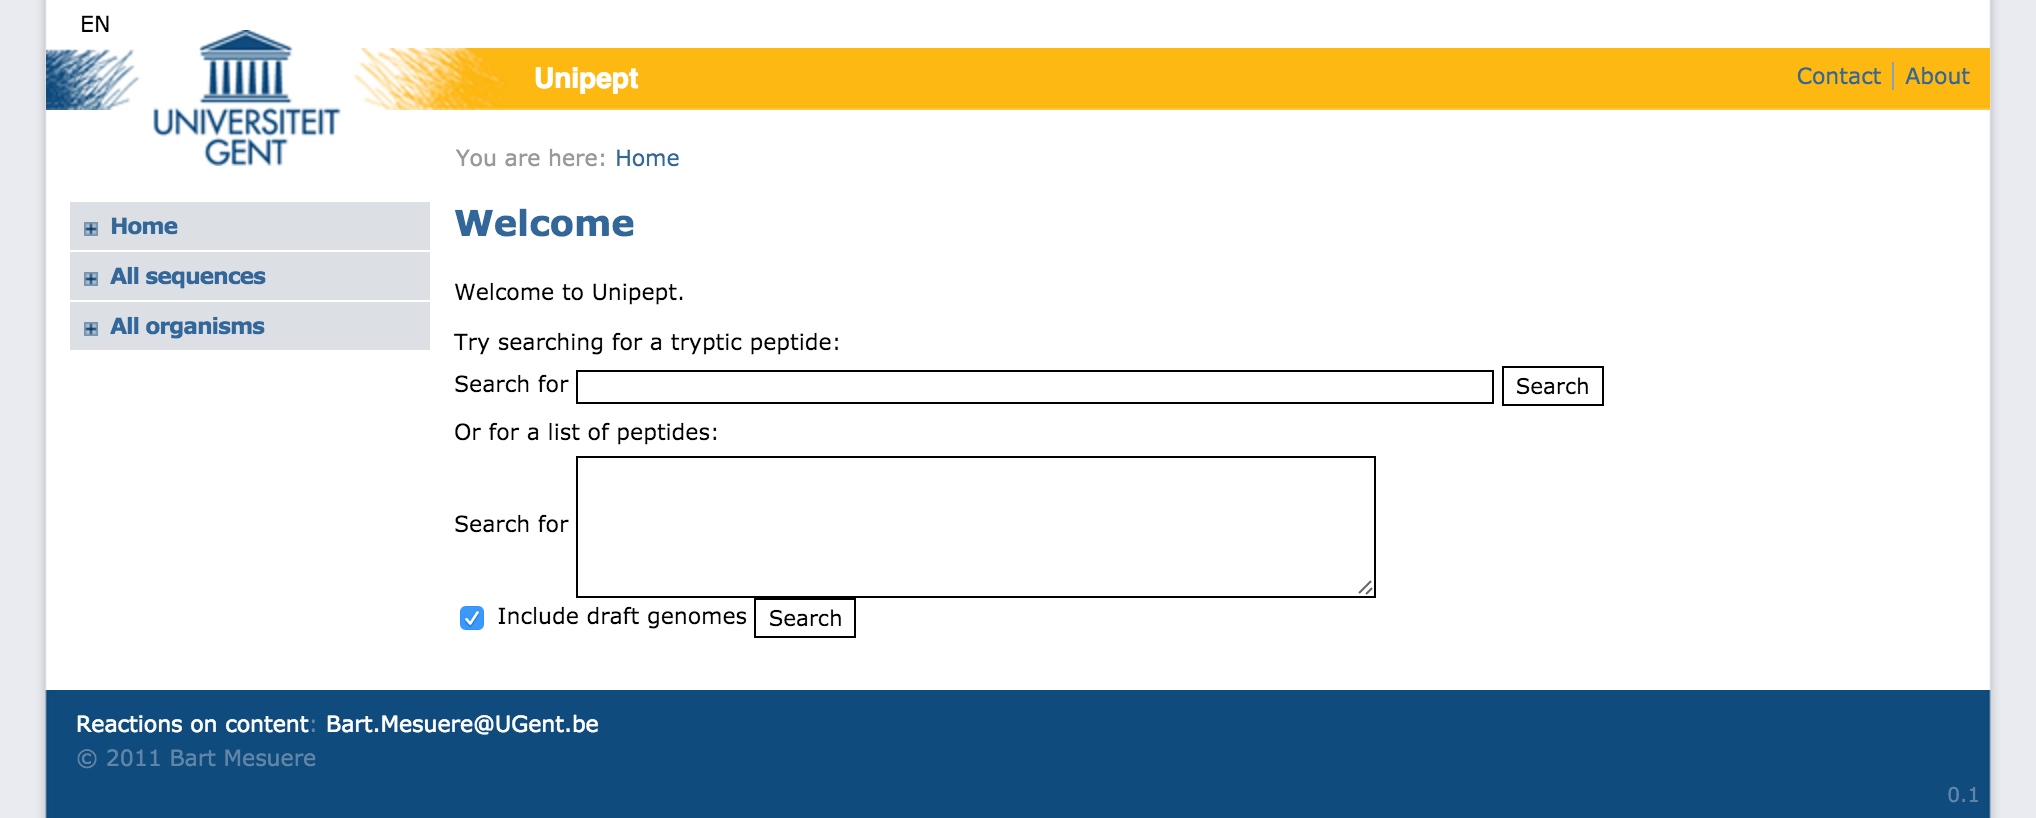 EN
UNIVERSITEIT
GENT
Unipept
Contact About
You are here: Home
Home
All sequences
All organisms
Welcome
Welcome to Unipept.
Try searching for a tryptic peptide:
Search for Search
Or for a list of peptides:
Search for
Include draft genomes Search
Reactions on content: Bart.Mesuere@UGent.be
© 2011 Bart Mesuere
0.1